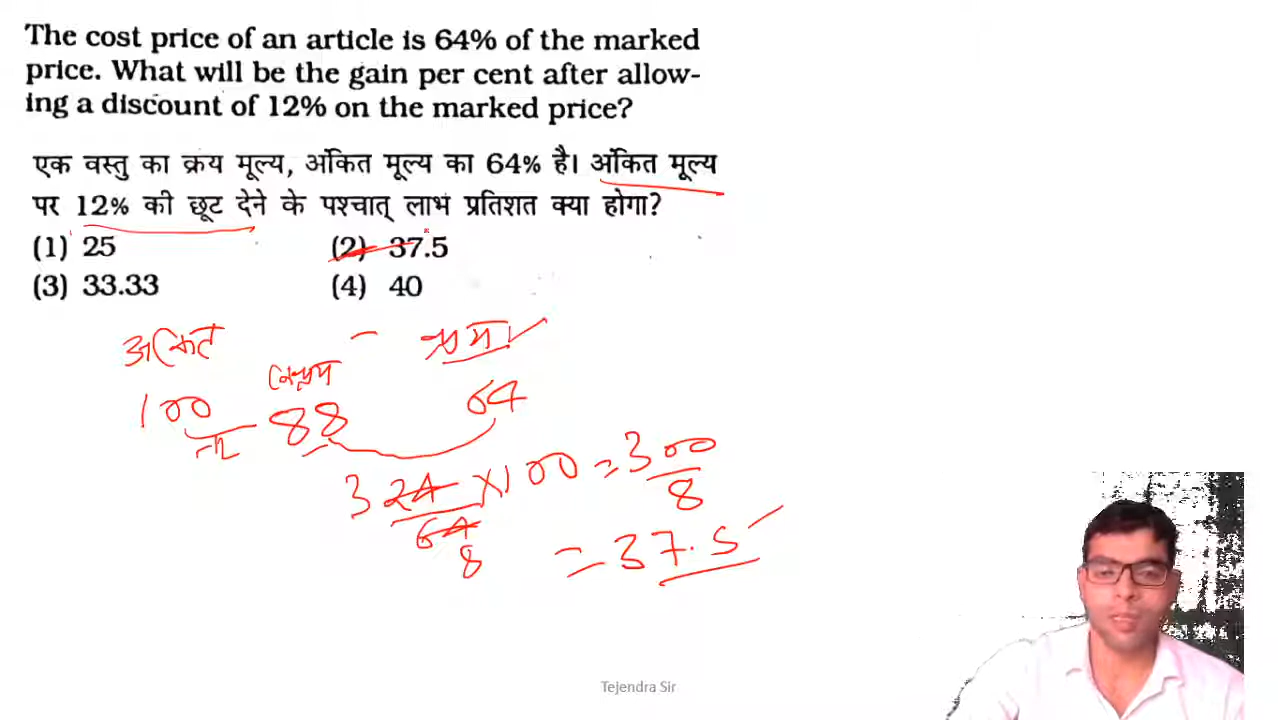 The cost price of an article is 64% of the marked
price. What will be the gain per cent after allow-
ing a discount of 12% on the marked price?
एक वस्तु का क्रय मूल्य, अंकित मूल्य का 64% है। अंकित मूल्य
पर 12% की छूट देने के पश्चात् लाभ प्रतिशत क्या होगा?
(1) 25 (2) 37.5
(3) 33.33 (4) 40
अंकित क्रय
विक्रय
100 88 64
-12
3 24 × 100 = 300
64 8
8
= 37.5
Tejendra Sir